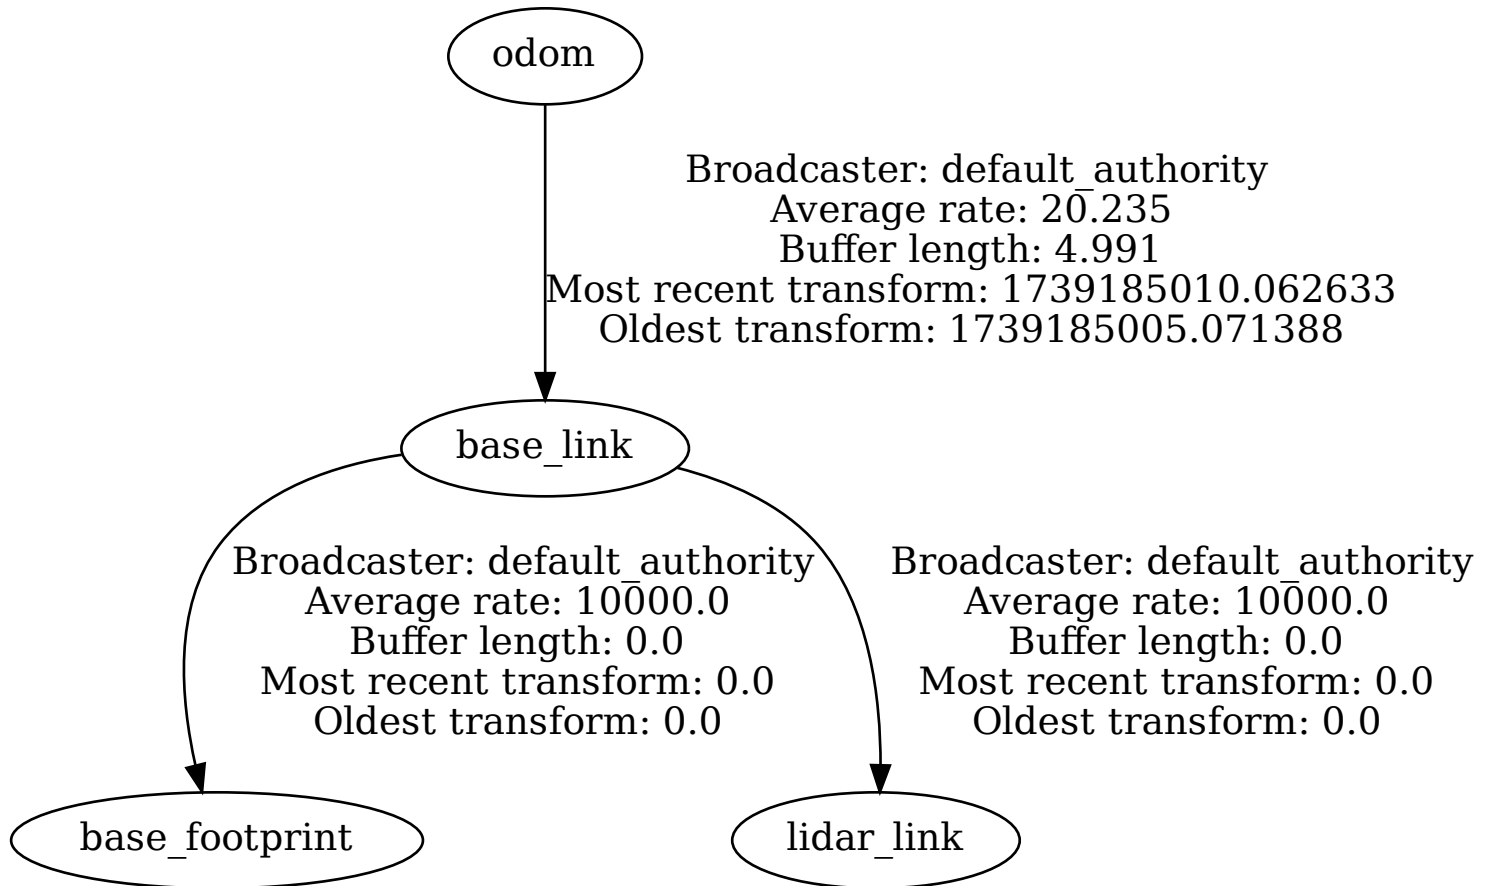 odom
Broadcaster: default_authority
Average rate: 20.235
Buffer length: 4.991
Most recent transform: 1739185010.062633
Oldest transform: 1739185005.071388
base_link
Broadcaster: default_authority
Average rate: 10000.0
Buffer length: 0.0
Most recent transform: 0.0
Oldest transform: 0.0
Broadcaster: default_authority
Average rate: 10000.0
Buffer length: 0.0
Most recent transform: 0.0
Oldest transform: 0.0
base_footprint
lidar_link